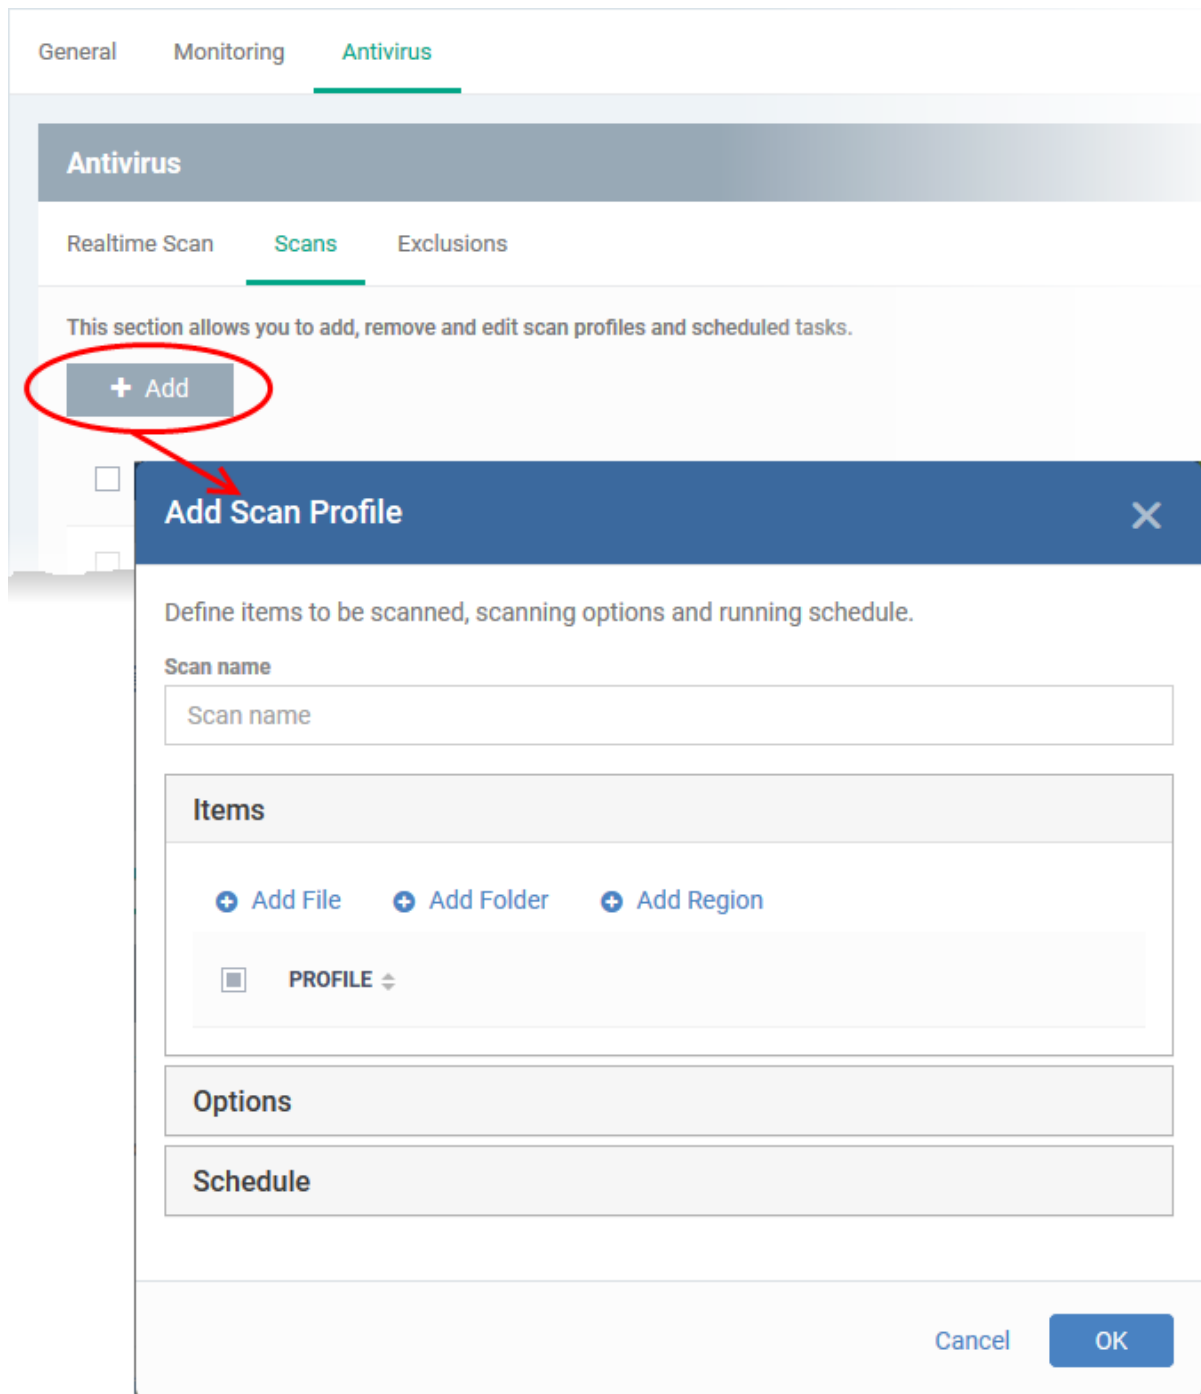 General Monitoring Antivirus
Antivirus
Realtime Scan Scans Exclusions
This section allows you to add, remove and edit scan profiles and scheduled tasks.
+ Add
Add Scan Profile
Define items to be scanned, scanning options and running schedule.
Scan name
Scan name
Items
Add File Add Folder Add Region
PROFILE
Options
Schedule
Cancel OK